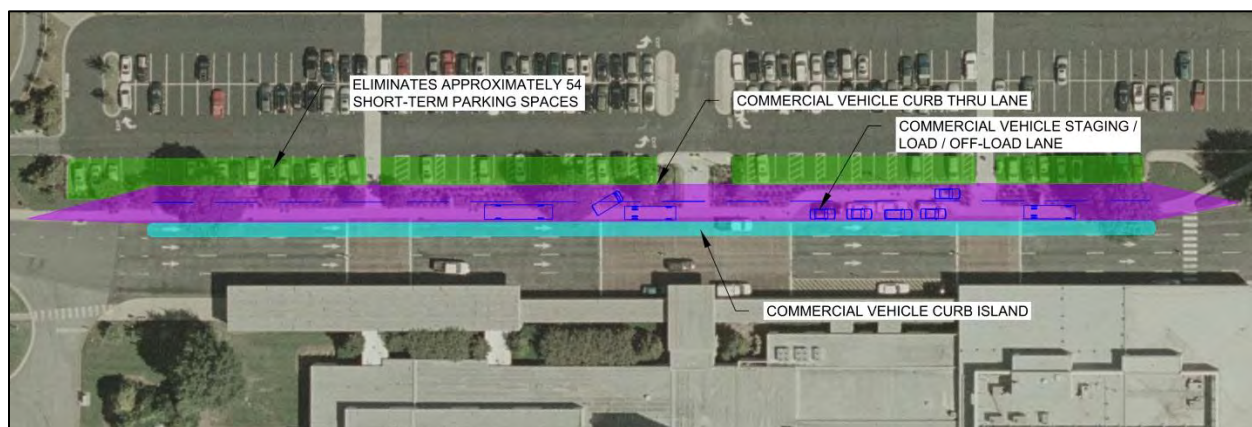 ELIMINATES APPROXIMATELY 54
SHORT-TERM PARKING SPACES
COMMERCIAL VEHICLE CURB THRU LANE
COMMERCIAL VEHICLE STAGING /
LOAD / OFF-LOAD LANE
COMMERCIAL VEHICLE CURB ISLAND